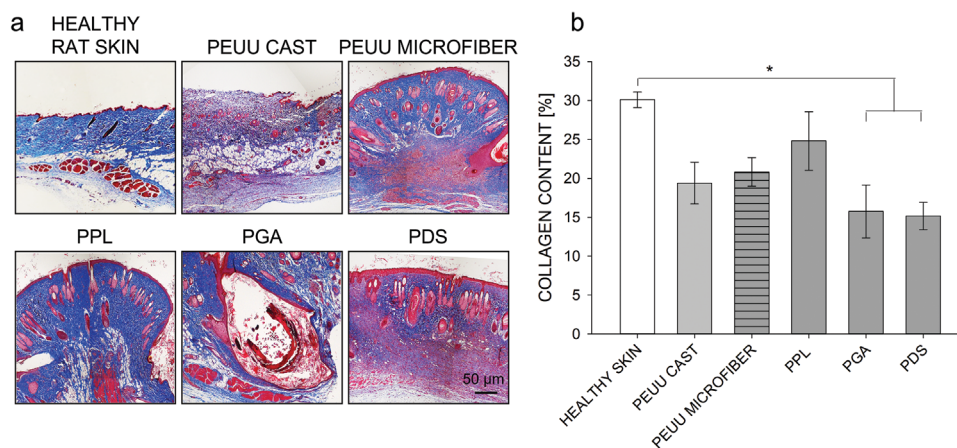 a
HEALTHY
RAT SKIN
PEUU CAST
PEUU MICROFIBER
PPL
PGA
PDS
50 µm
b
COLLAGEN CONTENT [%]
35
30
25
20
15
10
5
0
*
HEALTHY SKIN
PEUU CAST
PEUU MICROFIBER
PPL
PGA
PDS